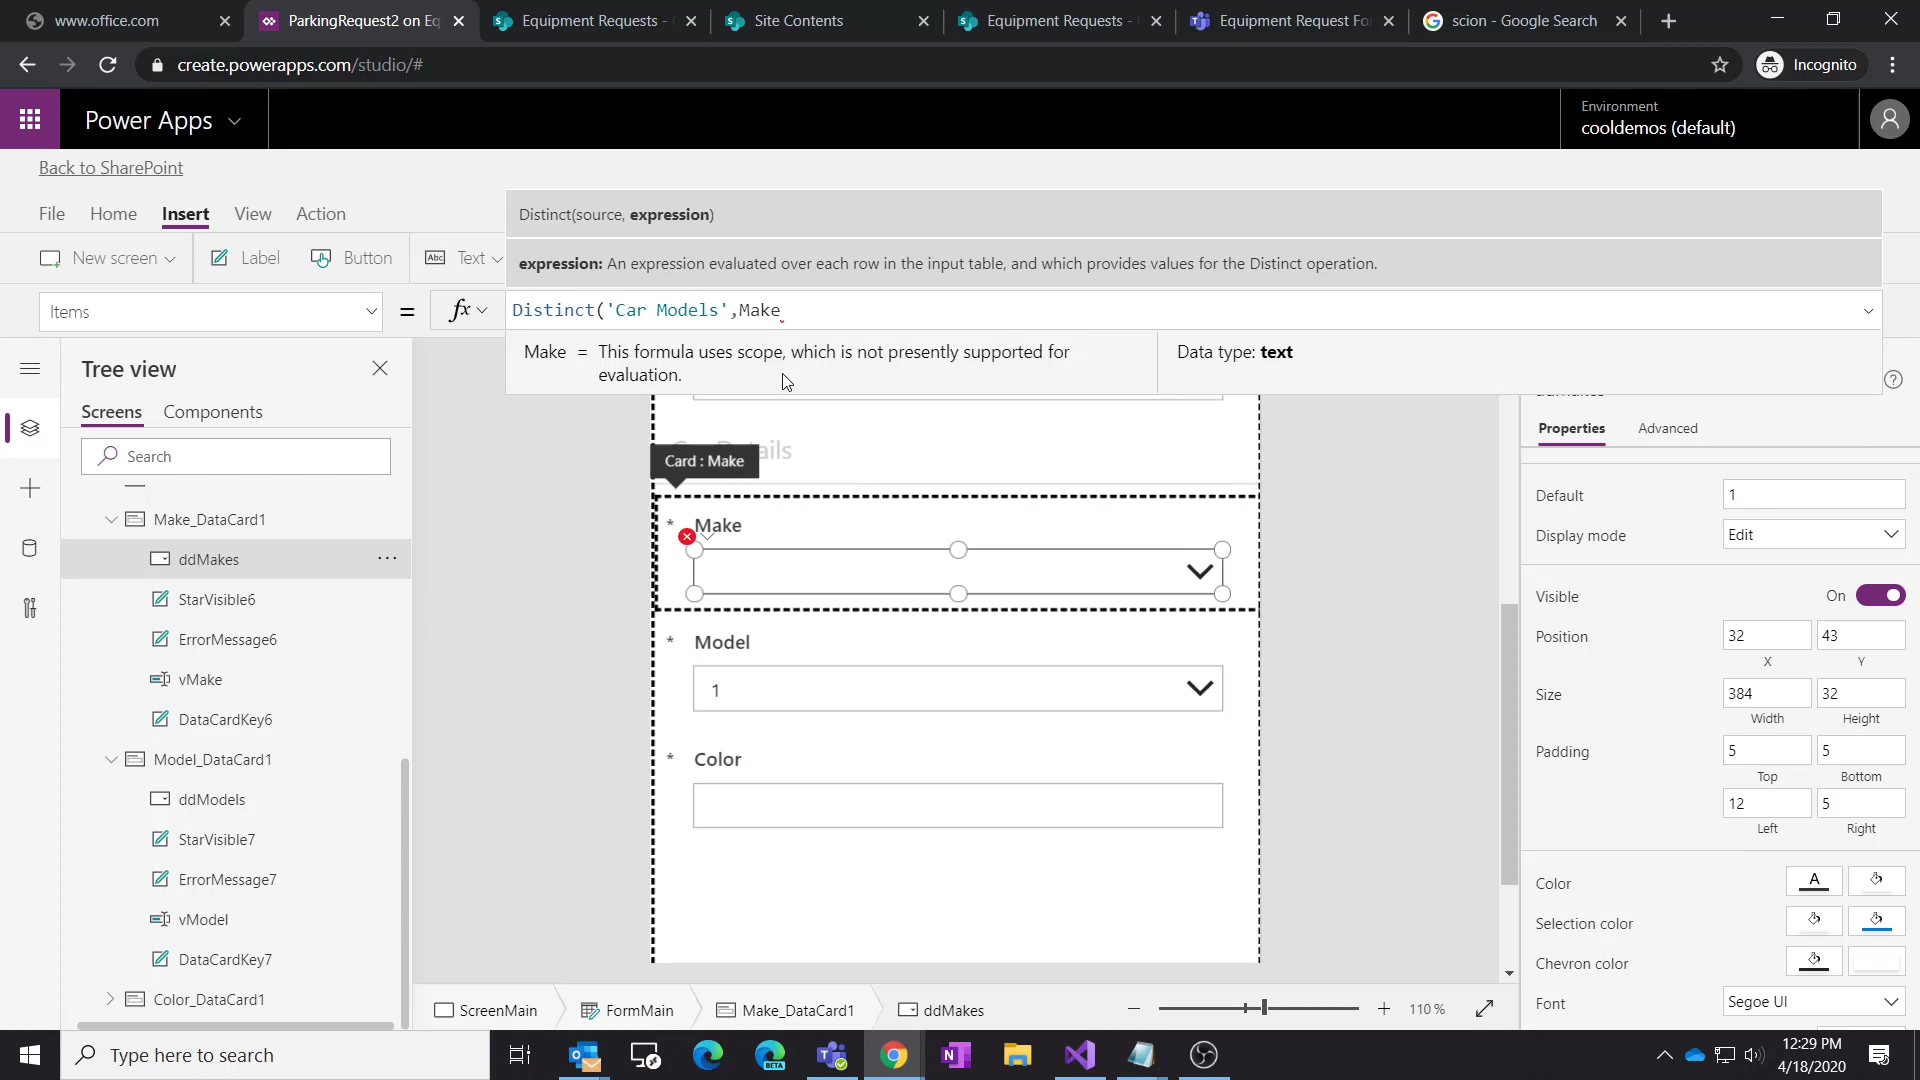 www.office.com
ParkingRequest2 on Eq
Equipment Requests -
Site Contents
Equipment Requests -
Equipment Request Fo
scion - Google Search
create.powerapps.com/studio/#
Incognito
Power Apps
Environment
cooldemos (default)
Back to SharePoint
File
Home
Insert
View
Action
Distinct(source, expression)
New screen
Label
Button
Abc
Text
expression: An expression evaluated over each row in the input table, and which provides values for the Distinct operation.
Items
=
fx
Distinct('Car Models',Make
Make = This formula uses scope, which is not presently supported for evaluation.
Data type: text
Tree view
Screens
Components
Search
Make_DataCard1
ddMakes
StarVisible6
ErrorMessage6
vMake
DataCardKey6
Model_DataCard1
ddModels
StarVisible7
ErrorMessage7
vModel
DataCardKey7
Color_DataCard1
Card : Make
* Make
* Model
1
* Color
Properties
Advanced
Default
1
Display mode
Edit
Visible
On
Position
32
43
X
Y
Size
384
32
Width
Height
Padding
5
5
Top
Bottom
12
5
Left
Right
Color
A
Selection color
Chevron color
Font
Segoe UI
ScreenMain
FormMain
Make_DataCard1
ddMakes
110 %
Type here to search
BETA
12:29 PM
4/18/2020